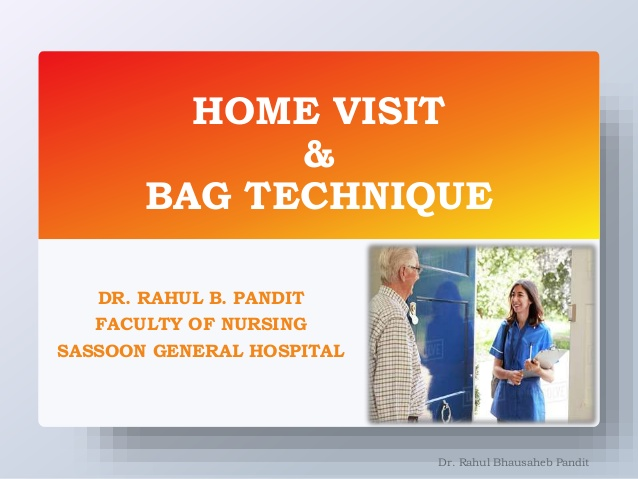 HOME VISIT
&
BAG TECHNIQUE
DR. RAHUL B. PANDIT
FACULTY OF NURSING
SASSOON GENERAL HOSPITAL
Dr. Rahul Bhausaheb Pandit